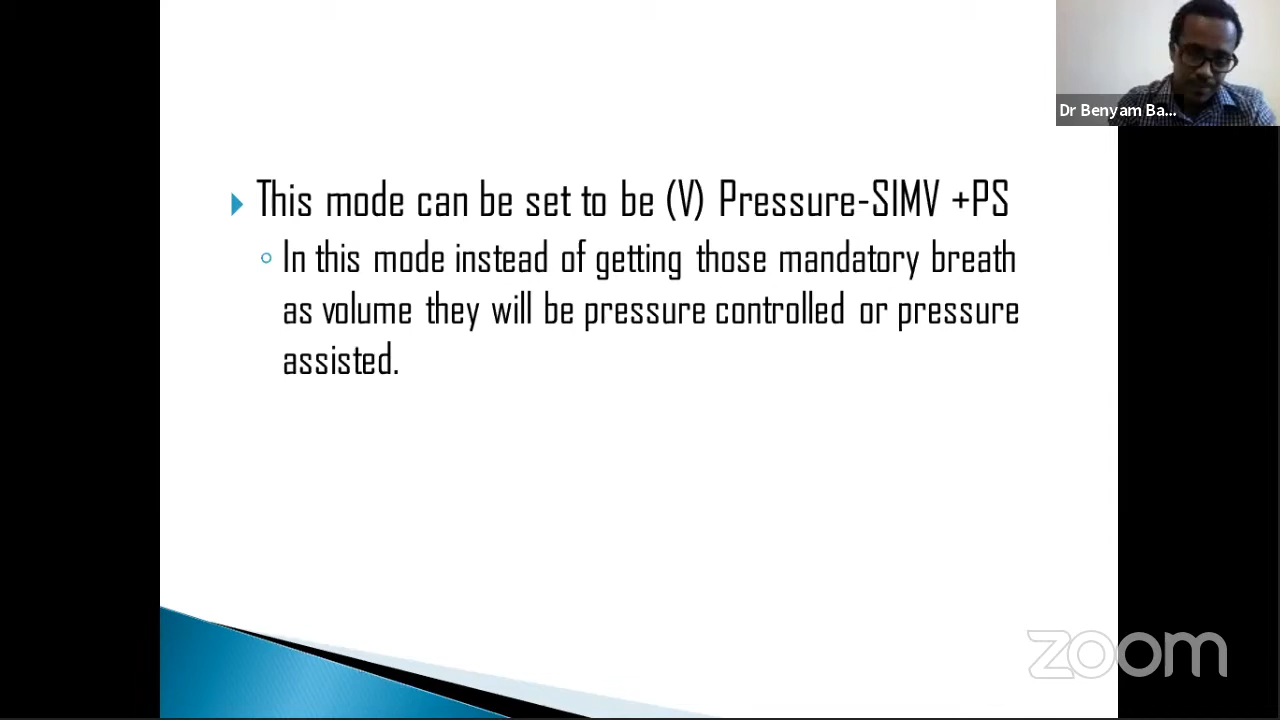 Dr Benyam Ba...
This mode can be set to be (V) Pressure-SIMV +PS
In this mode instead of getting those mandatory breath
as volume they will be pressure controlled or pressure
assisted.
zoom